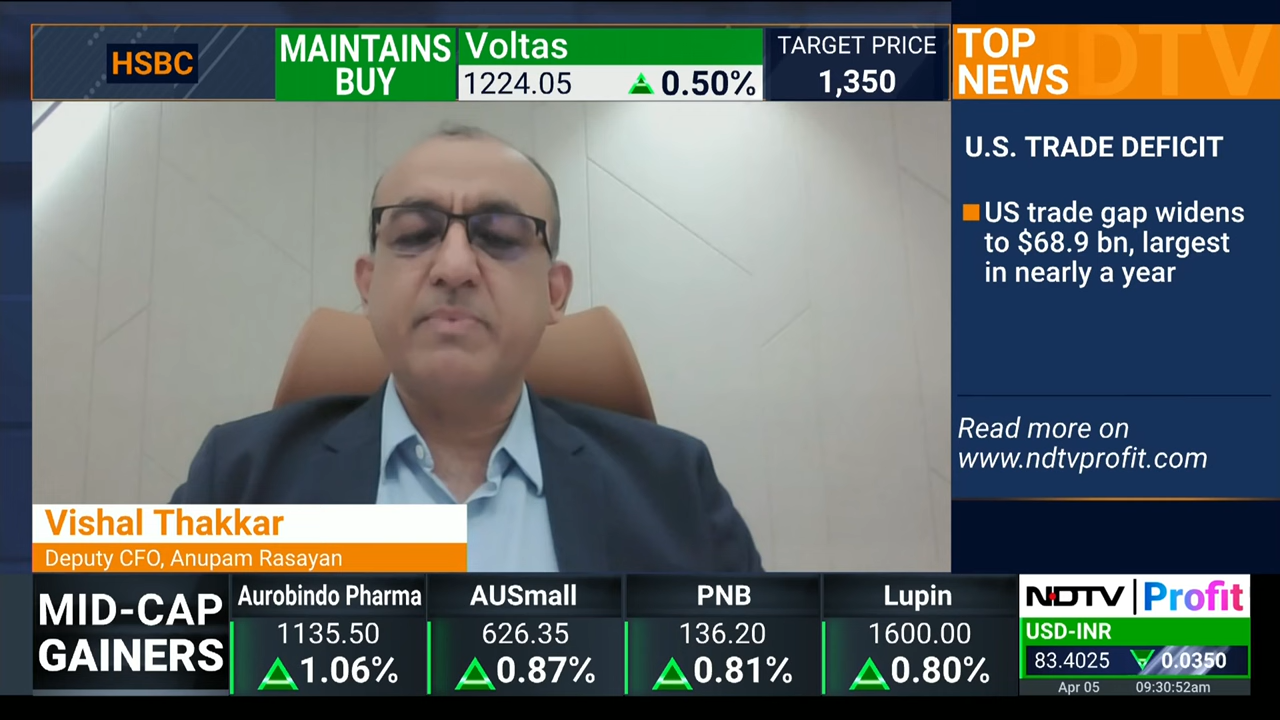 HSBC
MAINTAINS
BUY
Voltas
1224.05 0.50%
TARGET PRICE
1,350
TOP
NEWS
NDTV
U.S. TRADE DEFICIT
US trade gap widens
to $68.9 bn, largest
in nearly a year
Read more on
www.ndtvprofit.com
Vishal Thakkar
Deputy CFO, Anupam Rasayan
MID-CAP
GAINERS
Aurobindo Pharma
1135.50
1.06%
AUSmall
626.35
0.87%
PNB
136.20
0.81%
Lupin
1600.00
0.80%
NDTV Profit
USD-INR
83.4025 0.0350
Apr 05 09:30:52am